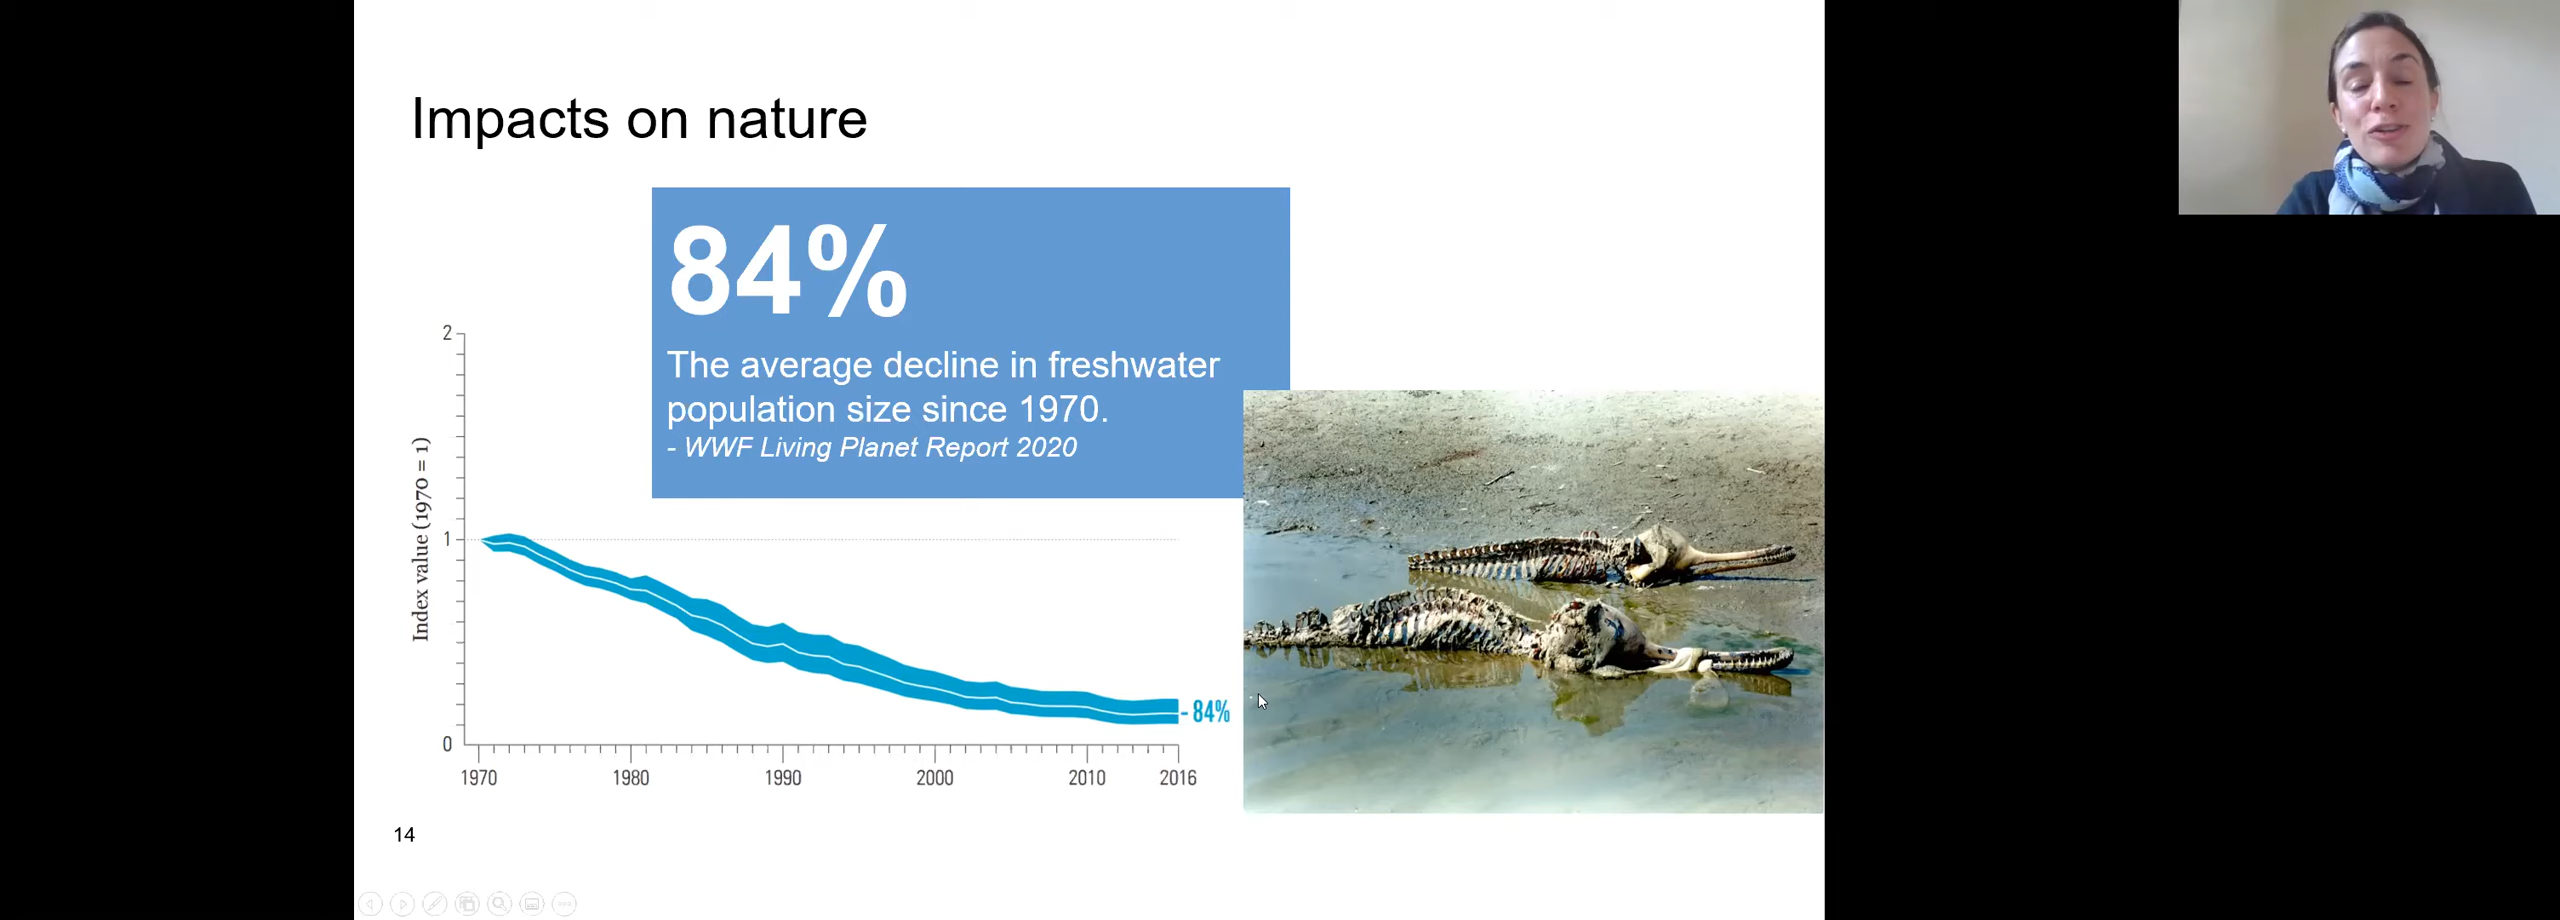 Impacts on nature
84%
The average decline in freshwater
population size since 1970.
- WWF Living Planet Report 2020
Index value (1970 = 1)
2
1
0
- 84%
1970 1980 1990 2000 2010 2016
14